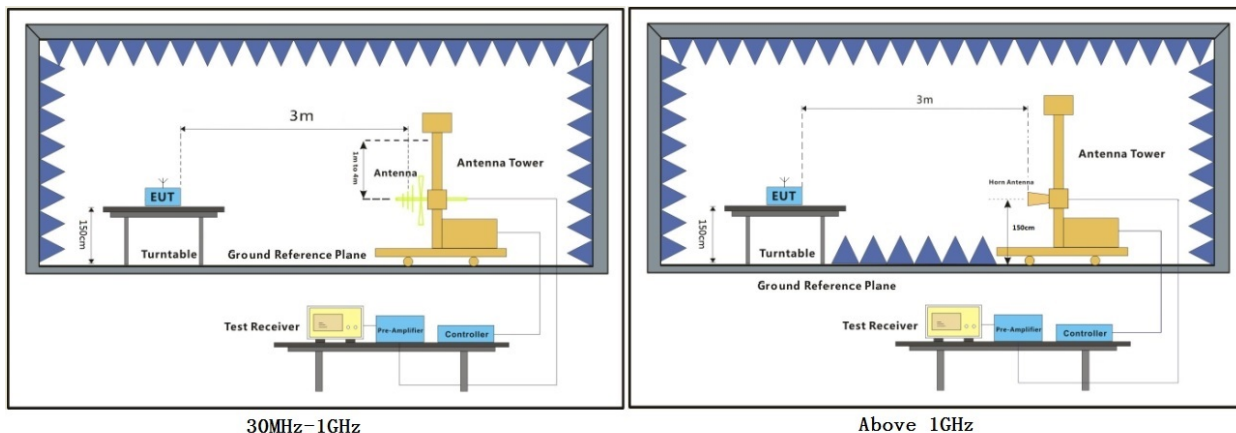 3m
1m to 4m
Antenna Tower
Antenna
EUT
150cm
Turntable
Ground Reference Plane
Test Receiver
Pre-Amplifier
Controller
30MHz-1GHz
3m
Antenna Tower
Horn Antenna
EUT
150cm
150cm
Turntable
Ground Reference Plane
Test Receiver
Pre-Amplifier
Controller
Above 1GHz